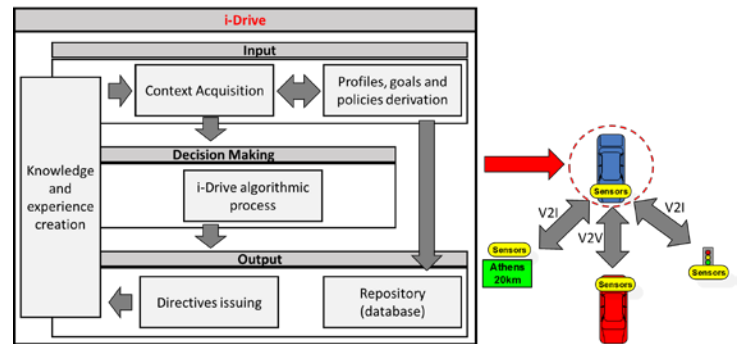 i-Drive
Input
Context Acquisition
Profiles, goals and
policies derivation
Knowledge
and
experience
creation
Decision Making
i-Drive algorithmic
process
Output
Directives issuing
Repository
(database)
Sensors
V2I
V2V
V2I
Sensors
Athens
20km
Sensors
Sensors